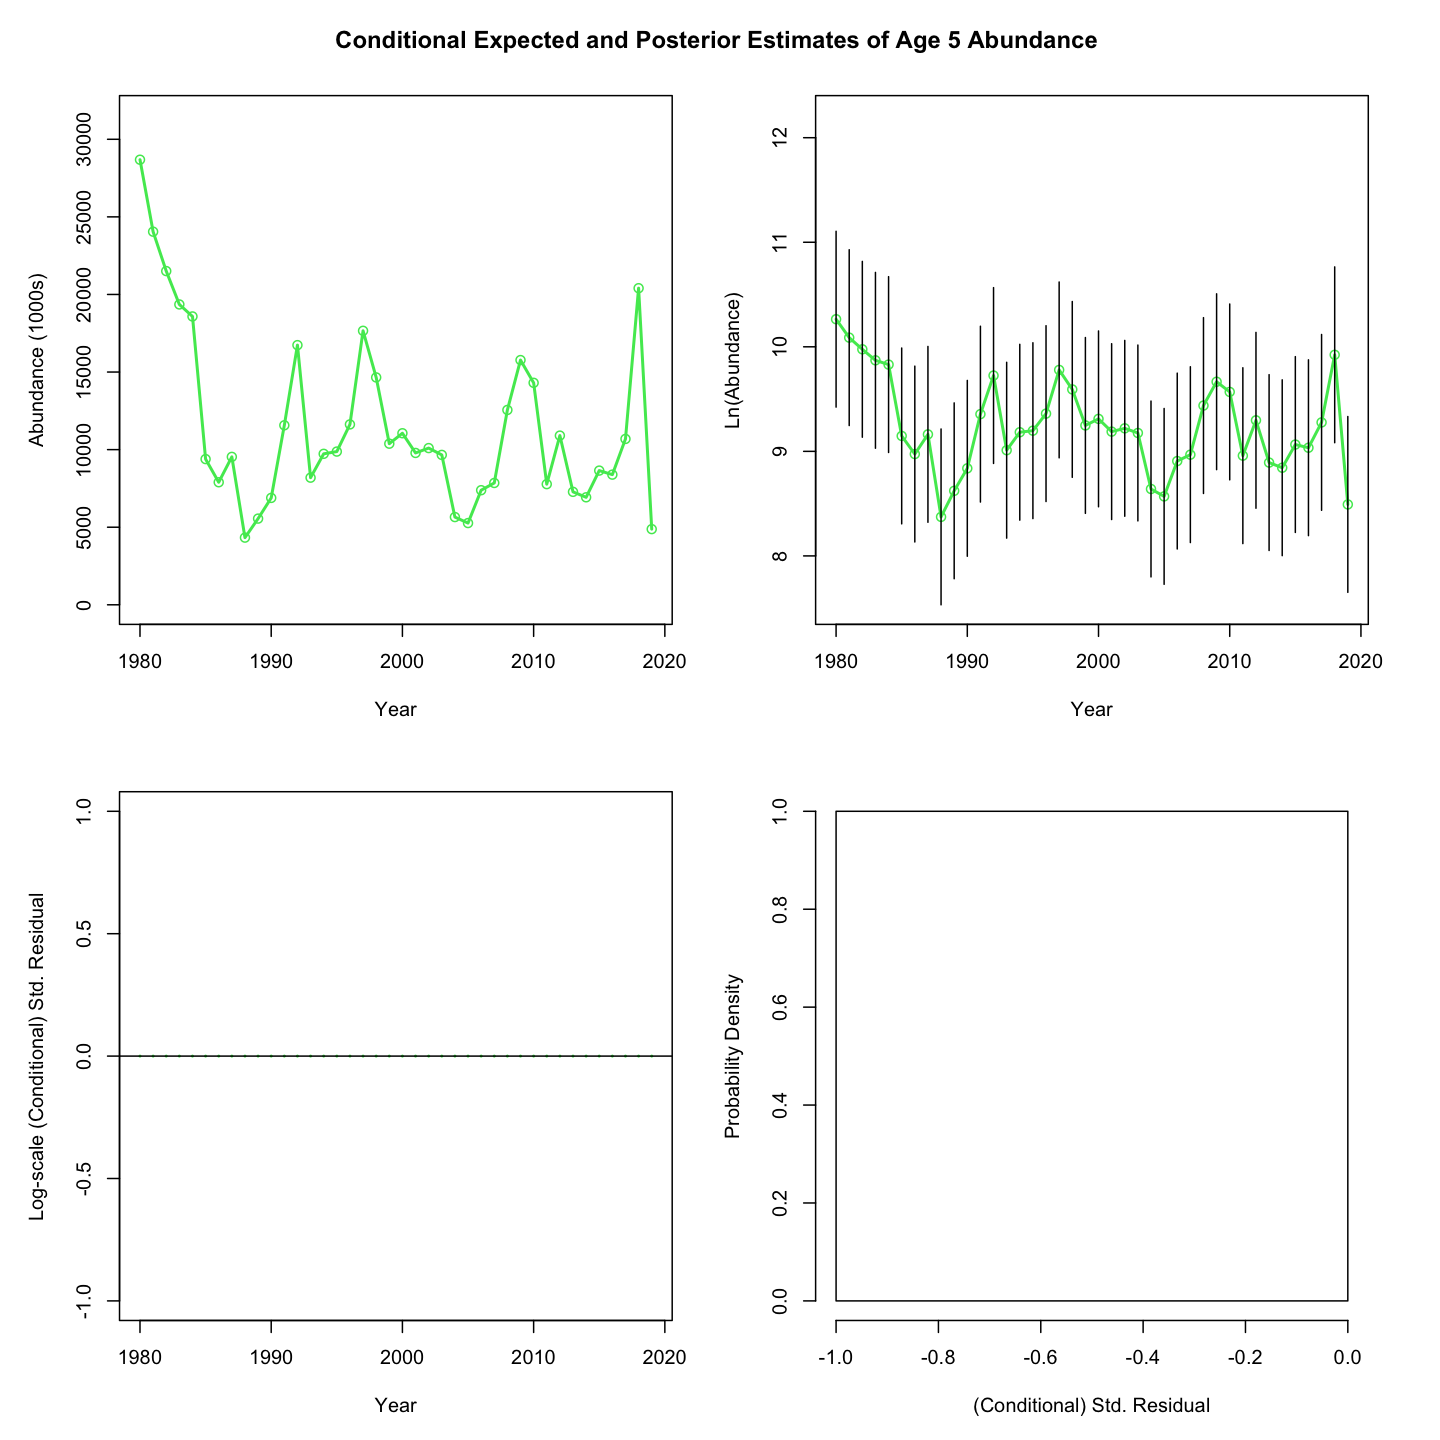 Conditional Expected and Posterior Estimates of Age 5 Abundance
Abundance (1000s)
30000
25000
20000
15000
10000
5000
0
1980 1990 2000 2010 2020
Year
Ln(Abundance)
12
11
10
9
8
1980 1990 2000 2010 2020
Year
Log-scale (Conditional) Std. Residual
1.0
0.5
0.0
-0.5
-1.0
1980 1990 2000 2010 2020
Year
Probability Density
1.0
0.8
0.6
0.4
0.2
0.0
-1.0 -0.8 -0.6 -0.4 -0.2 0.0
(Conditional) Std. Residual